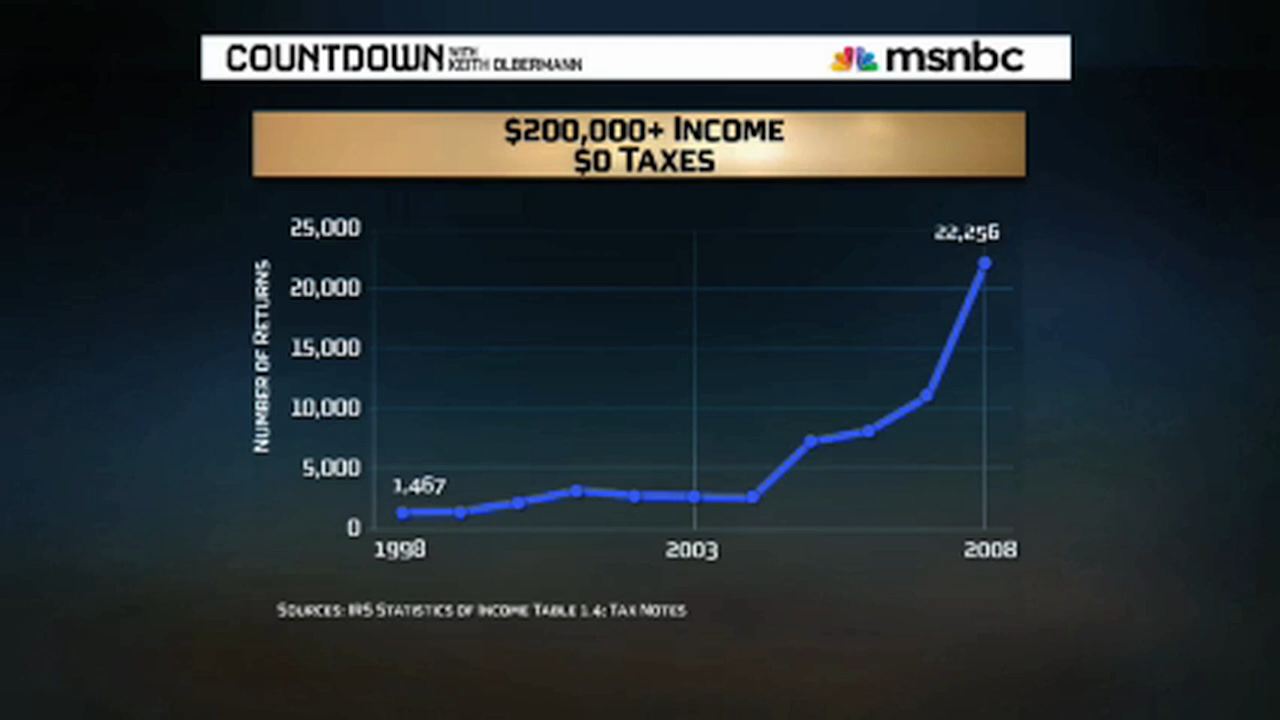 COUNTDOWN WITH KEITH OLBERMANN
msnbc
$200,000+ INCOME
$0 TAXES
25,000
22,256
20,000
15,000
NUMBER OF RETURNS
10,000
5,000
1,467
0
1998 2003 2008
SOURCES: IRS STATISTICS OF INCOME TABLE 1.4; TAX NOTES